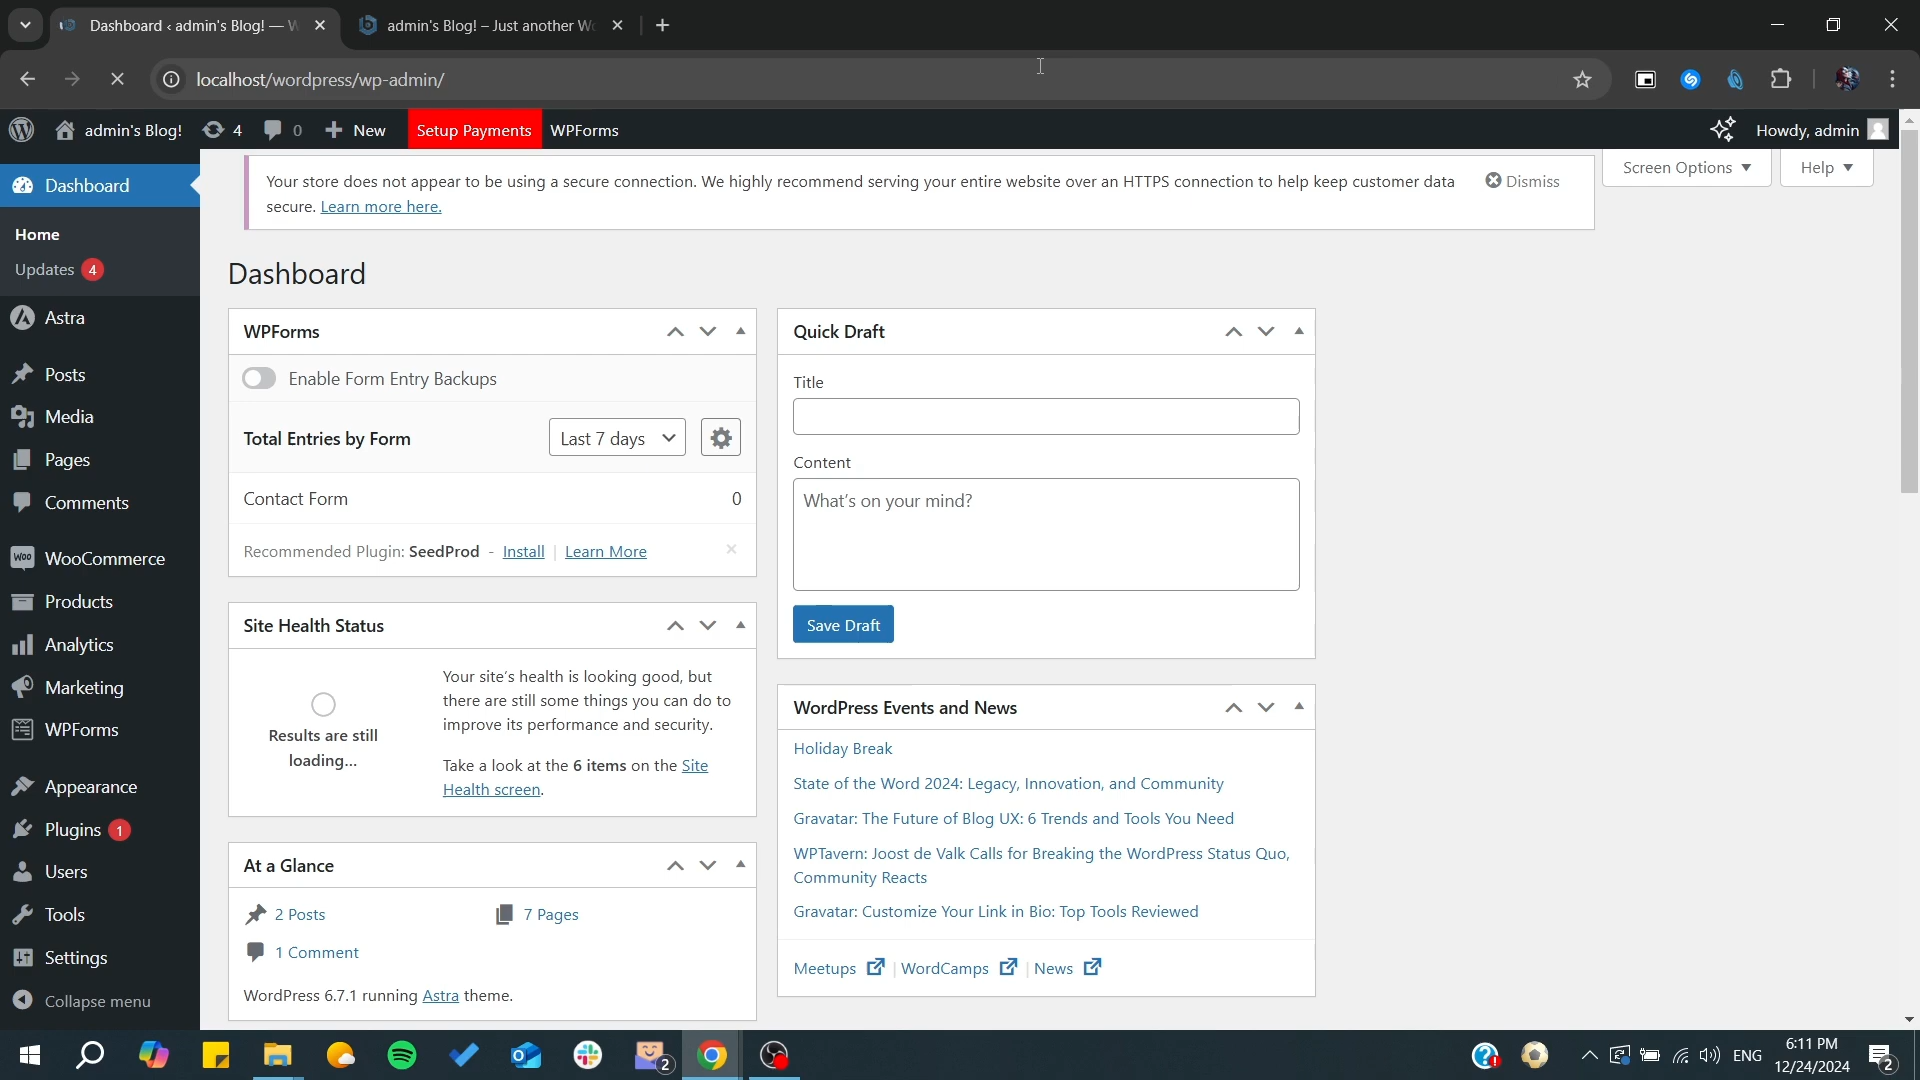 Dashboard ‹ admin's Blog! — W
admin's Blog! – Just another Wo
localhost/wordpress/wp-admin/
admin's Blog!
4
0
New
Setup Payments
WPForms
Howdy, admin
Dashboard
Home
Updates 4
Astra
Posts
Media
Pages
Comments
WooCommerce
Products
Analytics
Marketing
WPForms
Appearance
Plugins 1
Users
Tools
Settings
Collapse menu
Your store does not appear to be using a secure connection. We highly recommend serving your entire website over an HTTPS connection to help keep customer data
secure. Learn more here.
Dismiss
Screen Options
Help
Dashboard
WPForms
Enable Form Entry Backups
Total Entries by Form
Last 7 days
Contact Form 0
Recommended Plugin: SeedProd - Install | Learn More
Site Health Status
Results are still
loading...
Your site's health is looking good, but
there are still some things you can do to
improve its performance and security.
Take a look at the 6 items on the Site
Health screen.
At a Glance
2 Posts
7 Pages
1 Comment
WordPress 6.7.1 running Astra theme.
Quick Draft
Title
Content
What's on your mind?
Save Draft
WordPress Events and News
Holiday Break
State of the Word 2024: Legacy, Innovation, and Community
Gravatar: The Future of Blog UX: 6 Trends and Tools You Need
WPTavern: Joost de Valk Calls for Breaking the WordPress Status Quo,
Community Reacts
Gravatar: Customize Your Link in Bio: Top Tools Reviewed
Meetups | WordCamps | News
2
ENG
6:11 PM
12/24/2024
2